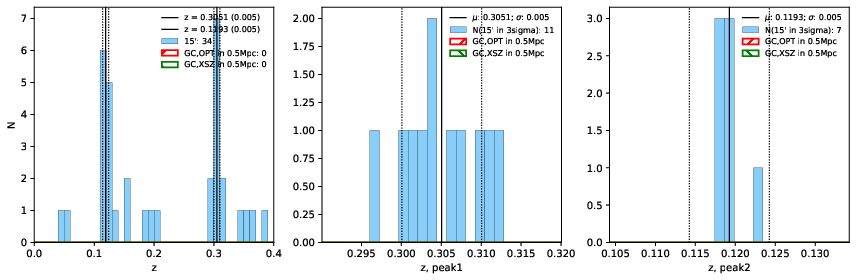 z = 0.3051 (0.005)
z = 0.1193 (0.005)
15': 34
GC,OPT in 0.5Mpc: 0
GC,XSZ in 0.5Mpc: 0
N
7
6
5
4
3
2
1
0
0.0 0.1 0.2 0.3 0.4
z
μ: 0.3051; σ: 0.005
N(15' in 3sigma): 11
GC,OPT in 0.5Mpc
GC,XSZ in 0.5Mpc
2.00
1.75
1.50
1.25
1.00
0.75
0.50
0.25
0.00
0.295 0.300 0.305 0.310 0.315 0.320
z, peak1
μ: 0.1193; σ: 0.005
N(15' in 3sigma): 7
GC,OPT in 0.5Mpc
GC,XSZ in 0.5Mpc
3.0
2.5
2.0
1.5
1.0
0.5
0.0
0.105 0.110 0.115 0.120 0.125 0.130
z, peak2